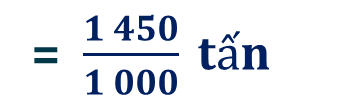 = 1 450 / 1 000 tấn